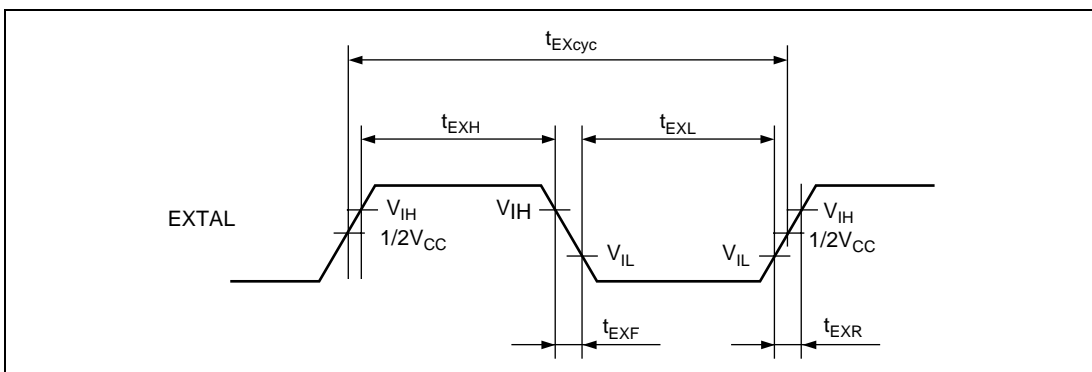 tEXcyc
tEXH tEXL
EXTAL
VIH VIH VIH
1/2VCC 1/2VCC
VIL VIL
tEXF tEXR